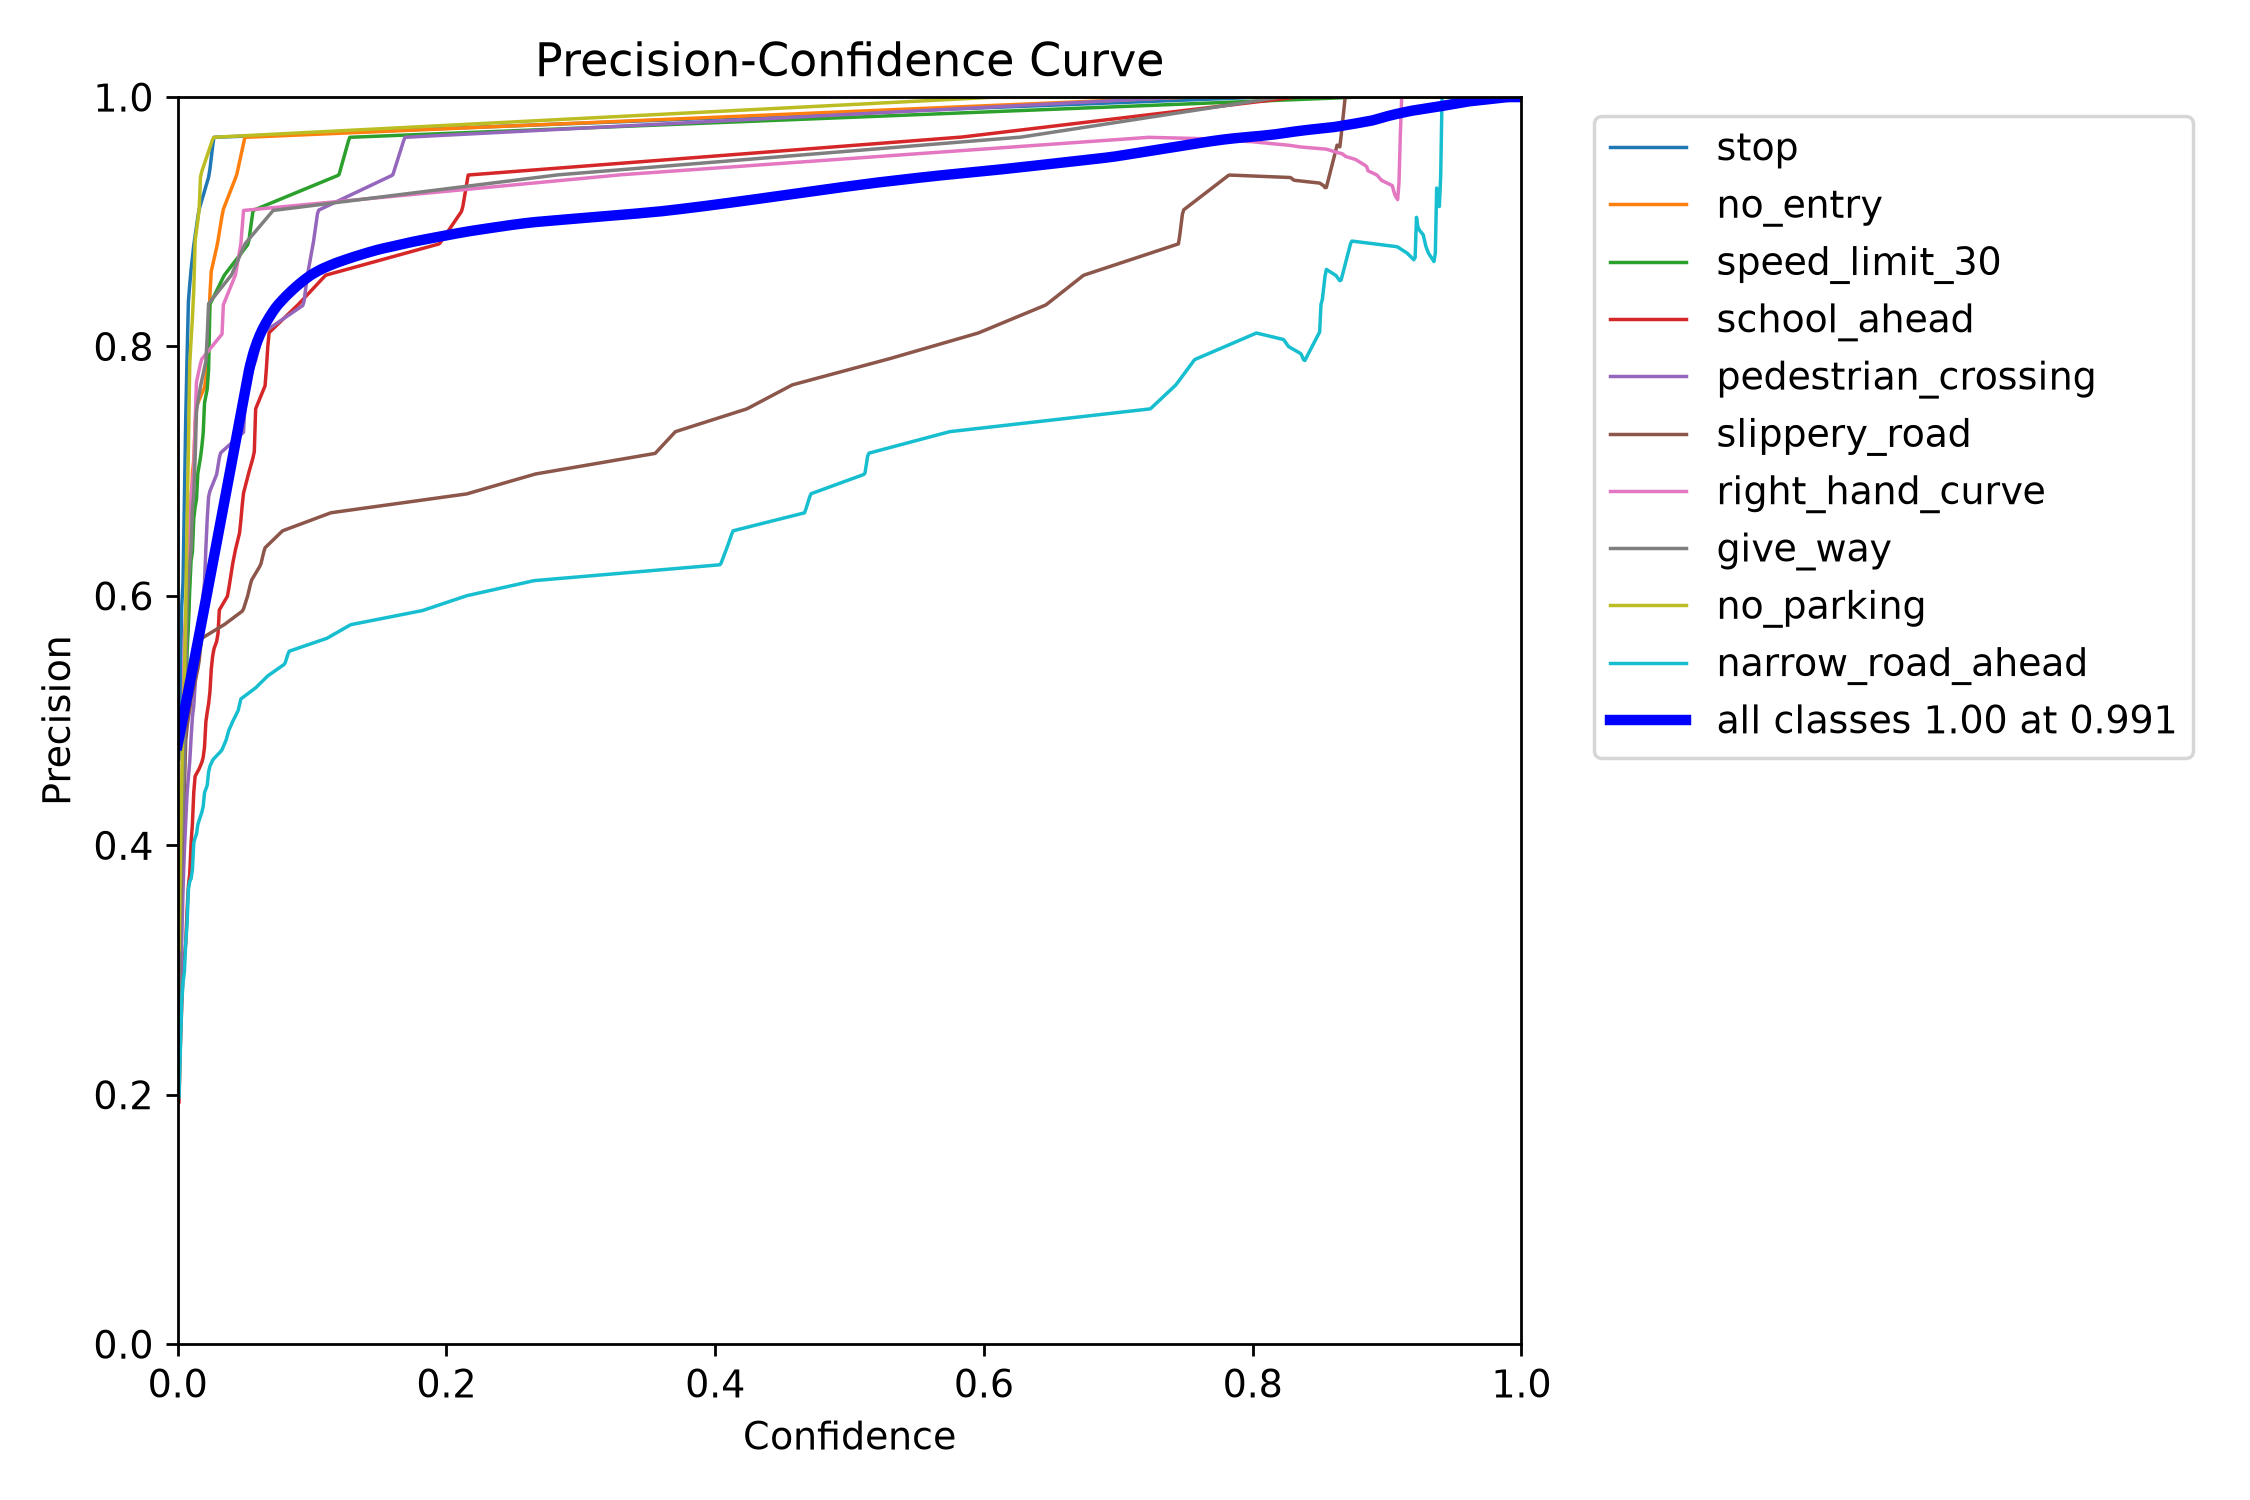 Precision-Confidence Curve
1.0
0.8
0.6
0.4
0.2
0.0
Precision
0.0 0.2 0.4 0.6 0.8 1.0
Confidence
stop
no_entry
speed_limit_30
school_ahead
pedestrian_crossing
slippery_road
right_hand_curve
give_way
no_parking
narrow_road_ahead
all classes 1.00 at 0.991